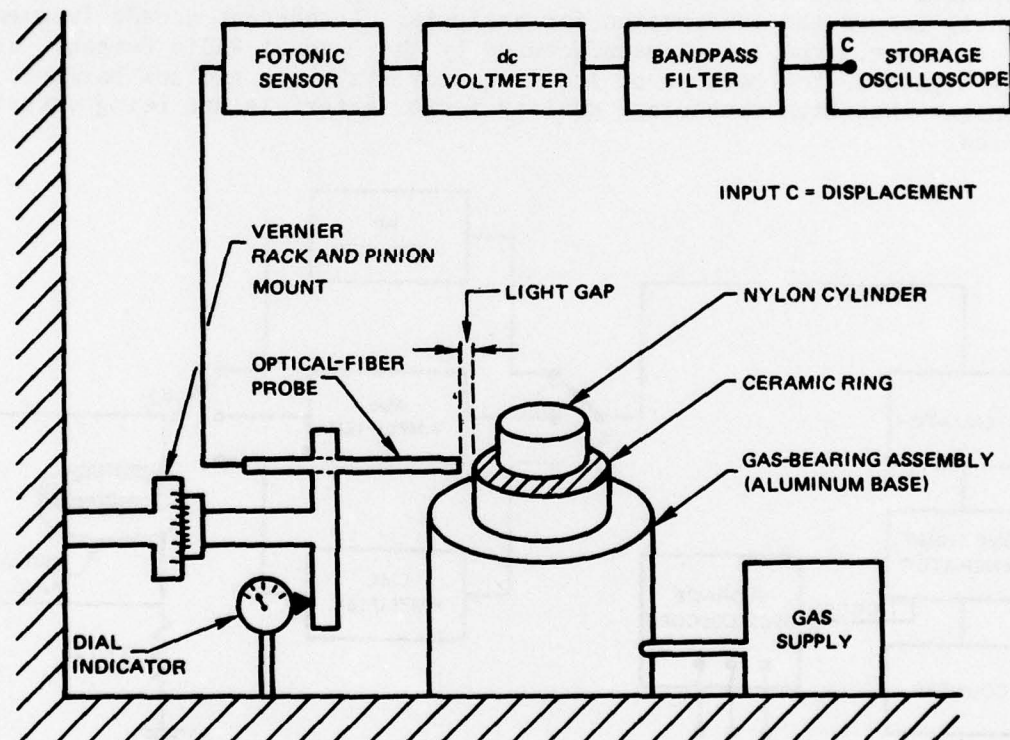 FOTONIC
SENSOR
dc
VOLTMETER
BANDPASS
FILTER
C
STORAGE
OSCILLOSCOPE
INPUT C = DISPLACEMENT
VERNIER
RACK AND PINION
MOUNT
LIGHT GAP
NYLON CYLINDER
OPTICAL-FIBER
PROBE
CERAMIC RING
GAS-BEARING ASSEMBLY
(ALUMINUM BASE)
DIAL
INDICATOR
GAS
SUPPLY